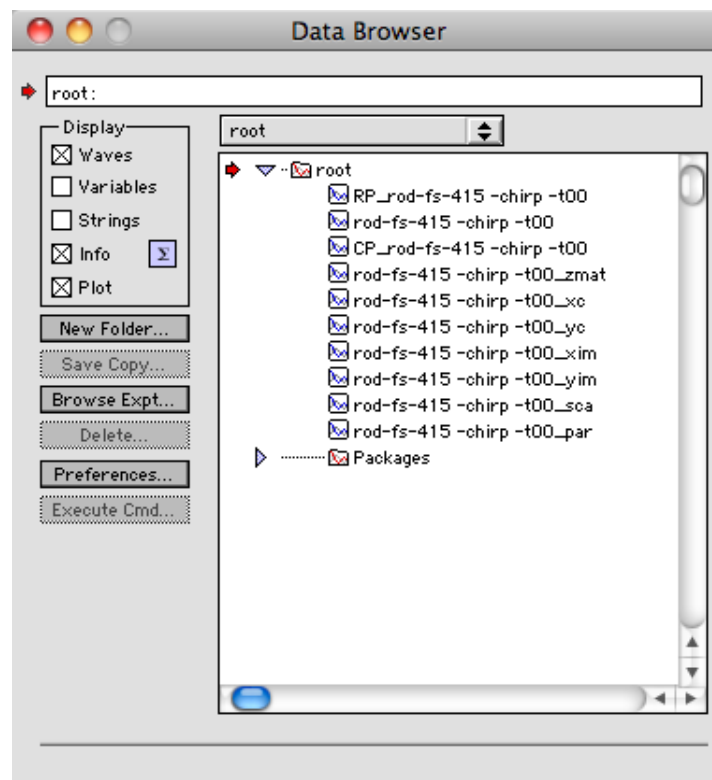 Data Browser
root:
Display
Waves
Variables
Strings
Info Σ
Plot
New Folder...
Save Copy...
Browse Expt...
Delete...
Preferences...
Execute Cmd...
root
root
RP_rod-fs-415 -chirp -t00
rod-fs-415 -chirp -t00
CP_rod-fs-415 -chirp -t00
rod-fs-415 -chirp -t00_zmat
rod-fs-415 -chirp -t00_xc
rod-fs-415 -chirp -t00_yc
rod-fs-415 -chirp -t00_xim
rod-fs-415 -chirp -t00_yim
rod-fs-415 -chirp -t00_sca
rod-fs-415 -chirp -t00_par
Packages